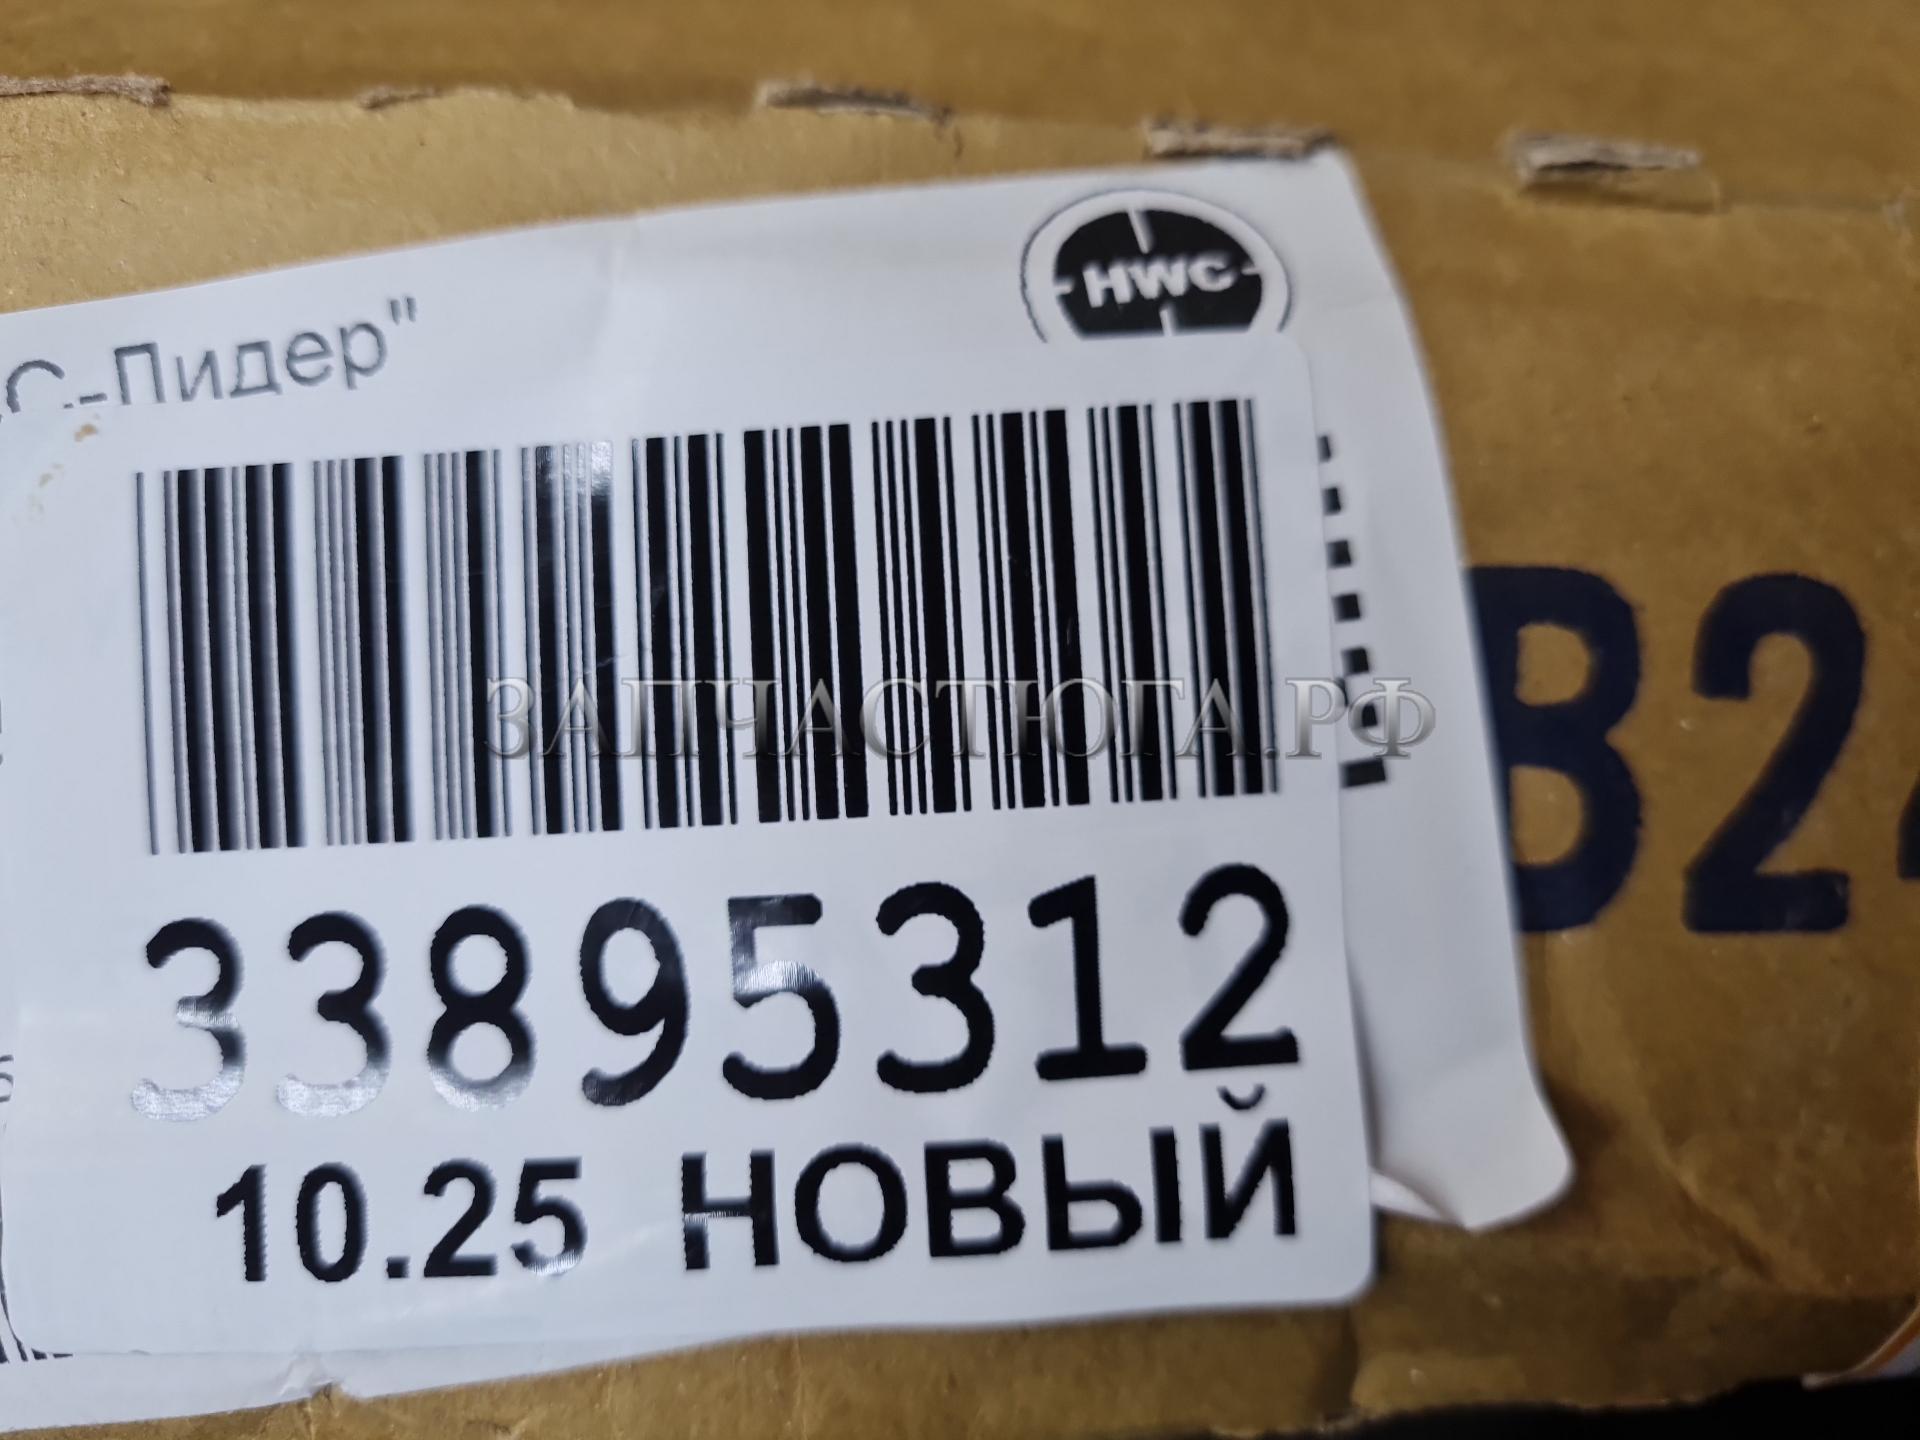 С-Лидер"
HWC
ЗАПЧАСТЮГА.РФ
B2
33895312
10.25 НОВЫЙ